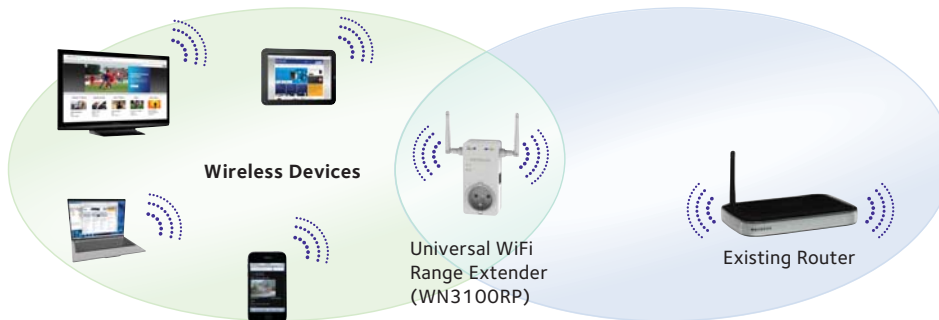 Wireless Devices
Universal WiFi
Range Extender
(WN3100RP)
Existing Router